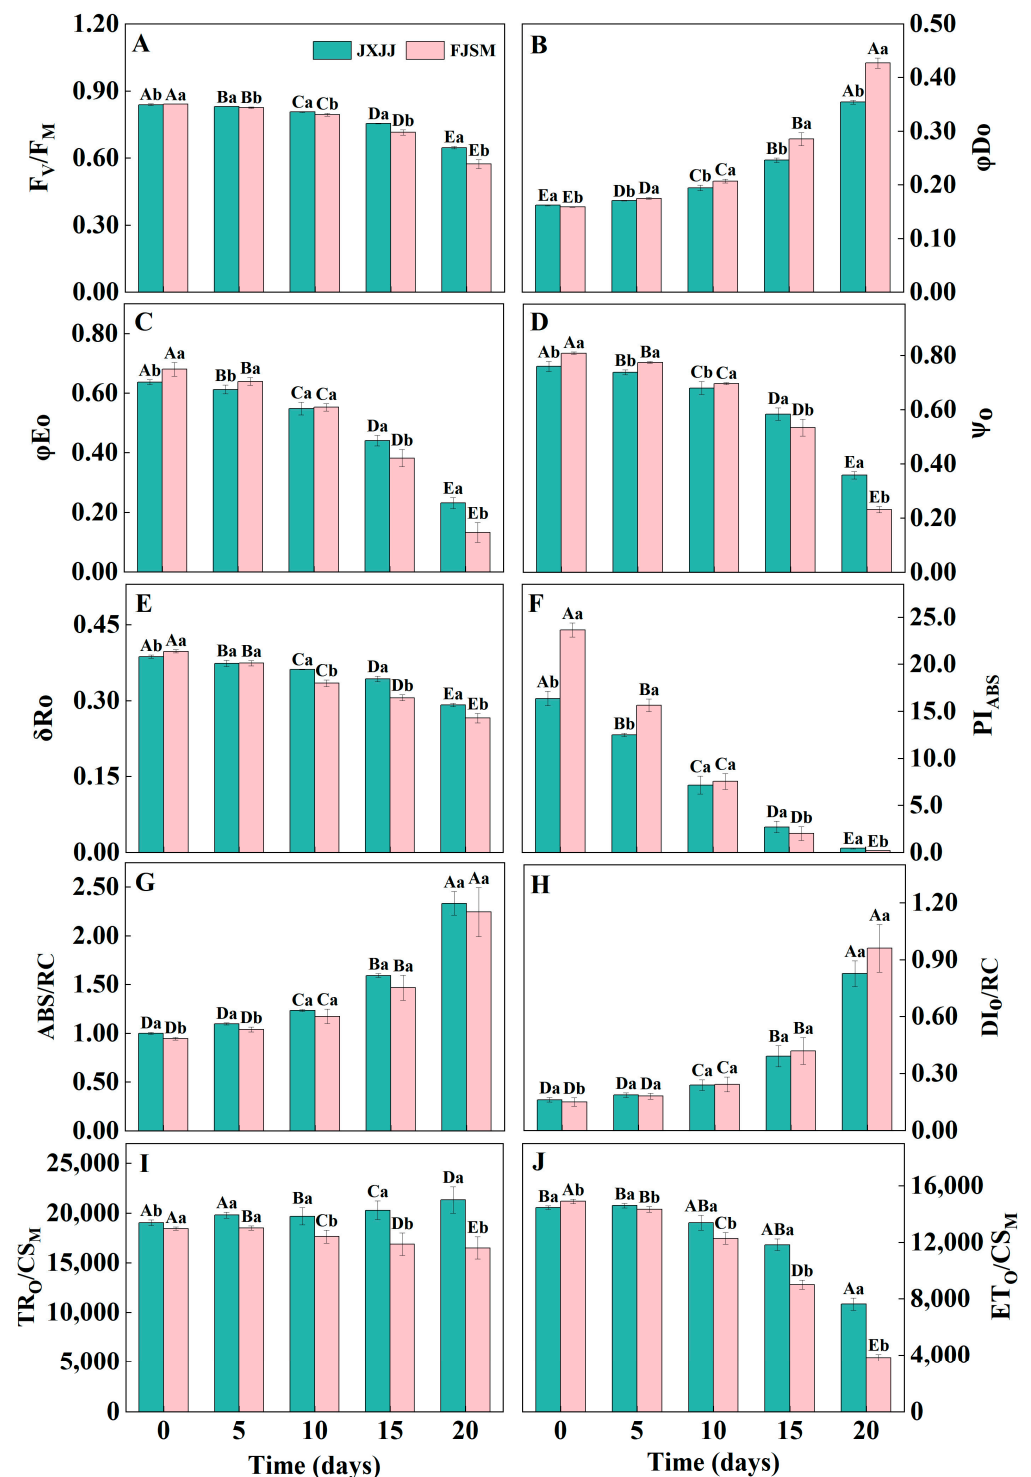 A
JXJJ FJSM
1.20
0.90
0.60
0.30
0.00
F_V/F_M
Ab Aa Ba Bb Ca Cb Da Db Ea Eb
B
0.50
0.40
0.30
0.20
0.10
0.00
φDo
Ea Eb Db Da Cb Ca Bb Ba Ab Aa
C
0.80
0.60
0.40
0.20
0.00
φEo
Ab Aa Bb Ba Ca Ca Da Db Ea Eb
D
0.80
0.60
0.40
0.20
0.00
ψ_O
Ab Aa Bb Ba Cb Ca Da Db Ea Eb
E
0.45
0.30
0.15
0.00
δRo
Ab Aa Ba Ba Ca Cb Da Db Ea Eb
F
25.0
20.0
15.0
10.0
5.0
0.0
PI_ABS
Ab Aa Bb Ba Ca Ca Da Db Ea Eb
G
2.50
2.00
1.50
1.00
0.50
0.00
ABS/RC
Da Db Da Db Ca Ca Ba Ba Aa Aa
H
1.20
0.90
0.60
0.30
0.00
DI_O/RC
Da Db Da Da Ca Ca Ba Ba Aa Aa
I
25,000
20,000
15,000
10,000
5,000
0
TR_O/CS_M
Ab Aa Aa Ba Ba Cb Ca Db Da Eb
J
16,000
12,000
8,000
4,000
0
ET_O/CS_M
Ba Ab Ba Bb ABa Cb ABa Db Aa Eb
0 5 10 15 20
Time (days)
0 5 10 15 20
Time (days)